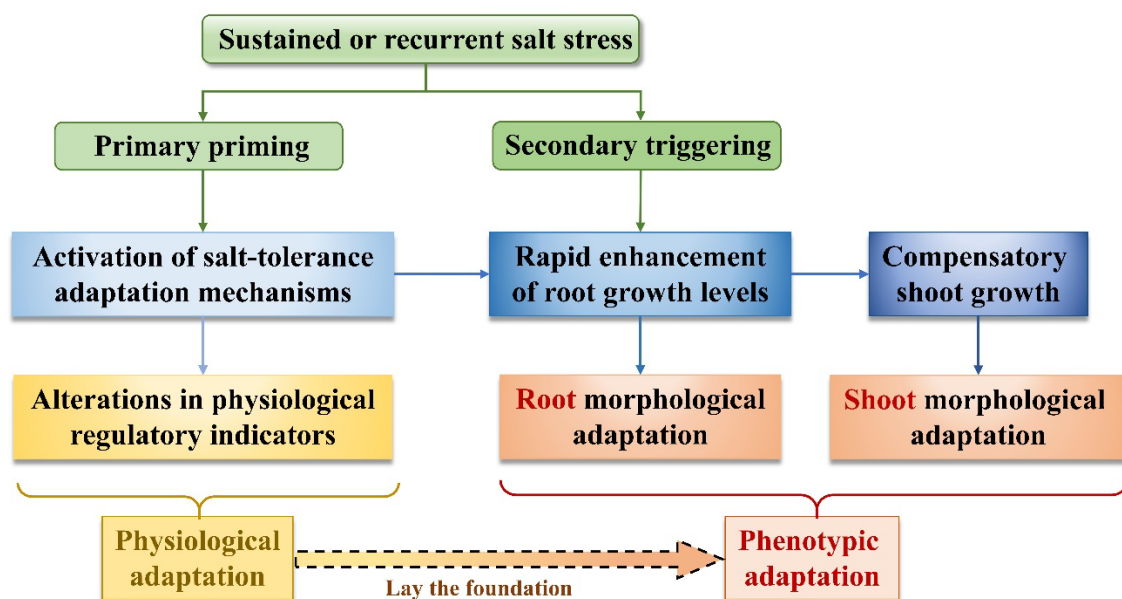 Sustained or recurrent salt stress
Primary priming
Secondary triggering
Activation of salt-tolerance
adaptation mechanisms
Rapid enhancement
of root growth levels
Compensatory
shoot growth
Alterations in physiological
regulatory indicators
Root morphological
adaptation
Shoot morphological
adaptation
Physiological
adaptation
Lay the foundation
Phenotypic
adaptation